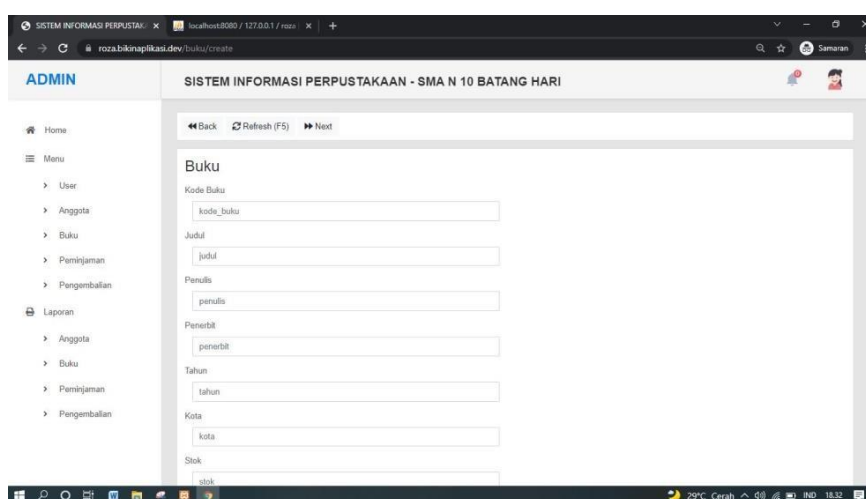 SISTEM INFORMASI PERPUSTAK
localhost:8080 / 127.0.0.1 / roza
roza.bikinaplikasi.dev/buku/create
Samaran
ADMIN
SISTEM INFORMASI PERPUSTAKAAN - SMA N 10 BATANG HARI
0
Home
Menu
User
Anggota
Buku
Peminjaman
Pengembalian
Laporan
Anggota
Buku
Peminjaman
Pengembalian
Back Refresh (F5) Next
Buku
Kode Buku
kode_buku
Judul
judul
Penulis
penulis
Penerbit
penerbit
Tahun
tahun
Kota
kota
Stok
stok
29°C Cerah IND 18.32